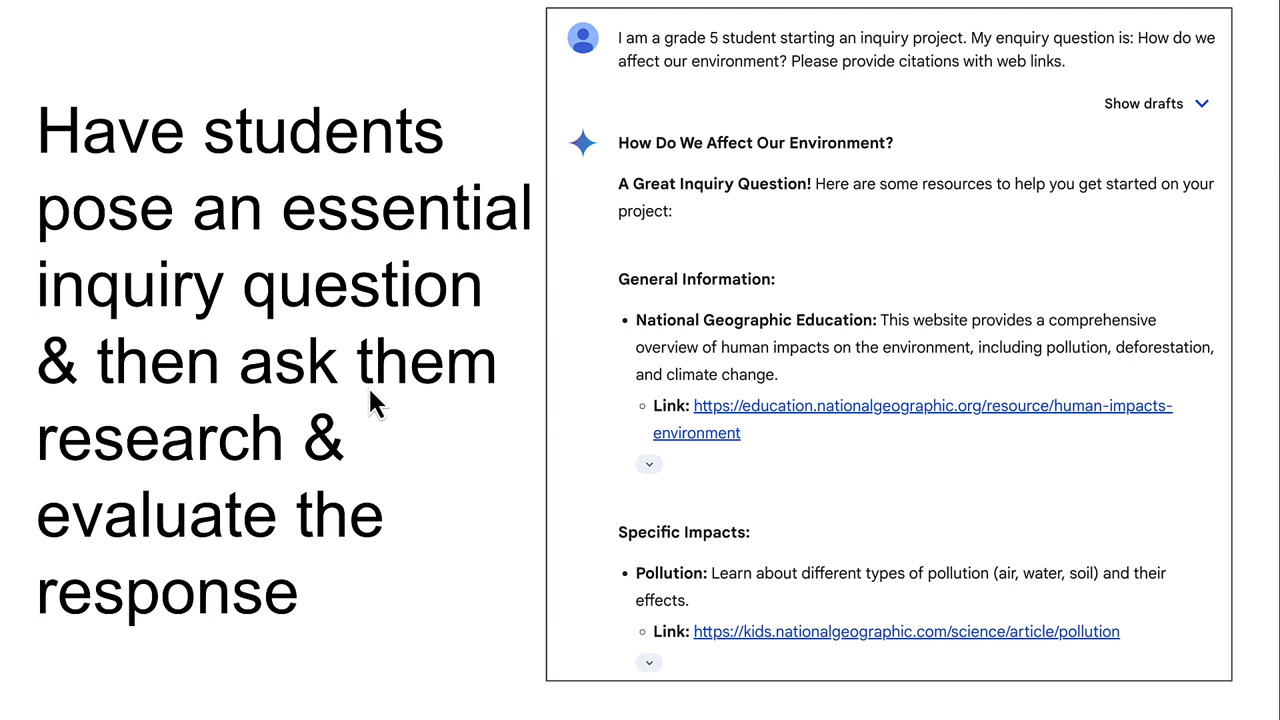 Have students
pose an essential
inquiry question
& then ask them
research &
evaluate the
response
I am a grade 5 student starting an inquiry project. My enquiry question is: How do we
affect our environment? Please provide citations with web links.
Show drafts
How Do We Affect Our Environment?
A Great Inquiry Question! Here are some resources to help you get started on your
project:
General Information:
• National Geographic Education: This website provides a comprehensive
overview of human impacts on the environment, including pollution, deforestation,
and climate change.
◦ Link: https://education.nationalgeographic.org/resource/human-impacts-
environment
Specific Impacts:
• Pollution: Learn about different types of pollution (air, water, soil) and their
effects.
◦ Link: https://kids.nationalgeographic.com/science/article/pollution